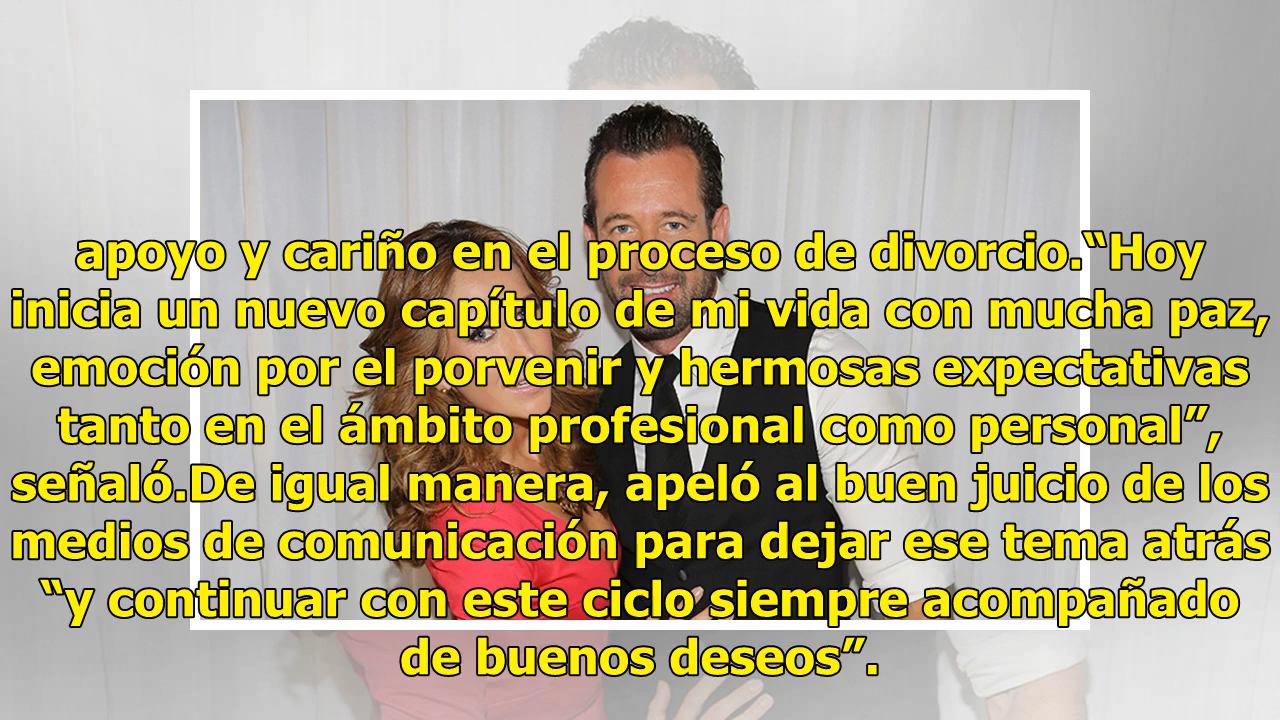 apoyo y cariño en el proceso de divorcio.“Hoy
inicia un nuevo capítulo de mi vida con mucha paz,
emoción por el porvenir y hermosas expectativas
tanto en el ámbito profesional como personal”,
señaló.De igual manera, apeló al buen juicio de los
medios de comunicación para dejar ese tema atrás
“y continuar con este ciclo siempre acompañado
de buenos deseos”.